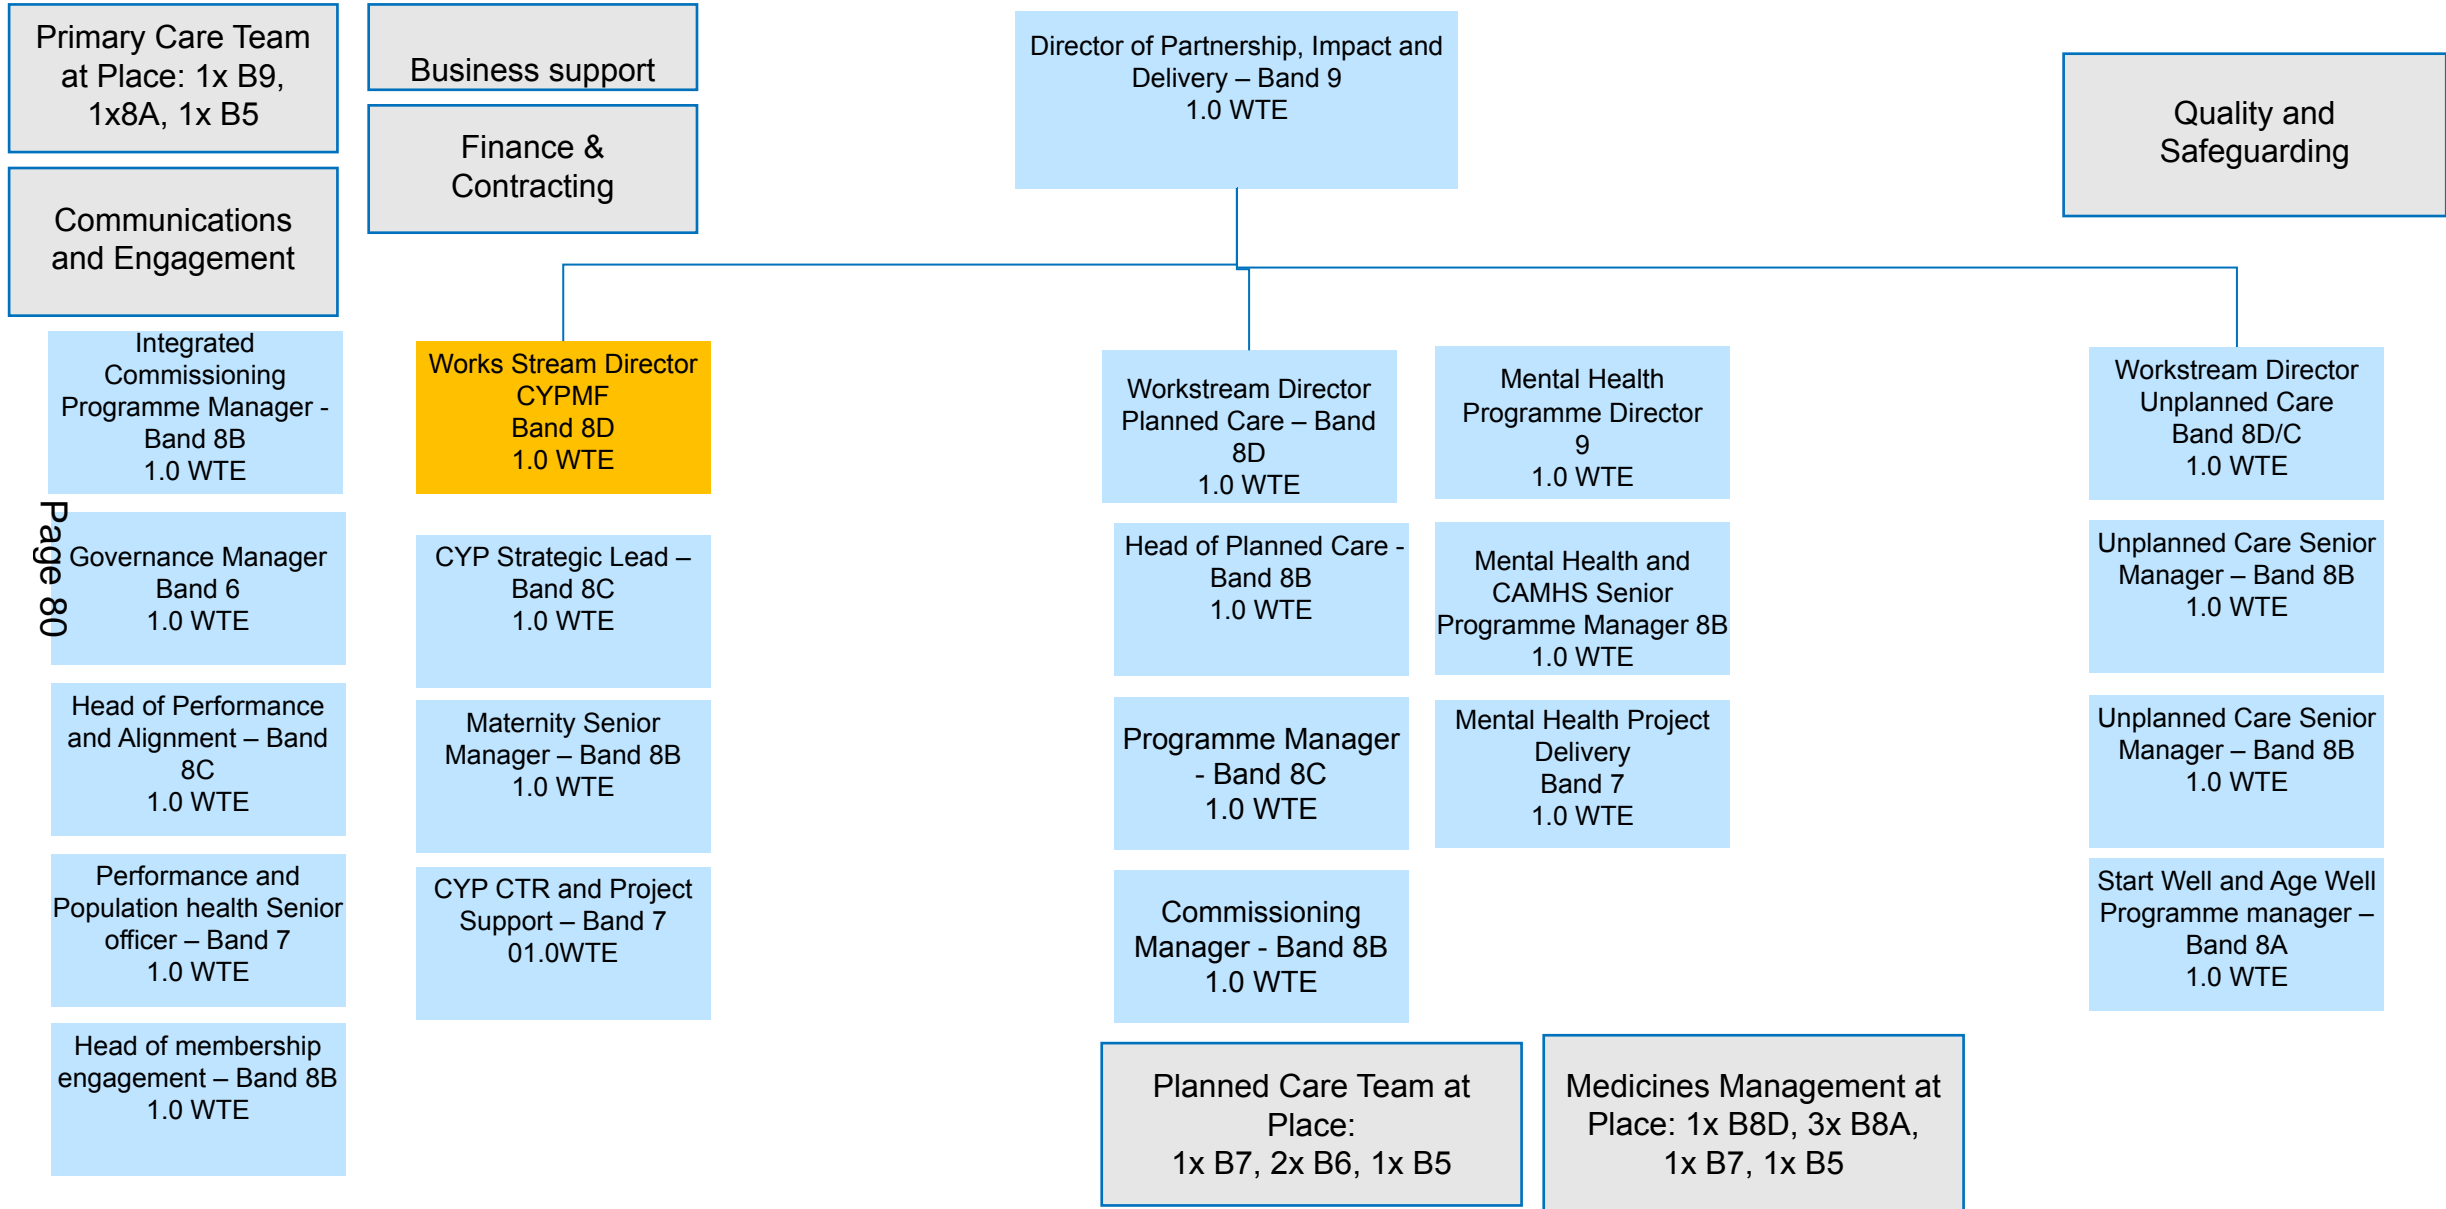 Primary Care Team
at Place: 1x B9,
1x8A, 1x B5
Business support
Finance &
Contracting
Communications
and Engagement
Director of Partnership, Impact and
Delivery – Band 9
1.0 WTE
Quality and
Safeguarding
Integrated
Commissioning
Programme Manager -
Band 8B
1.0 WTE
Governance Manager
Band 6
1.0 WTE
Head of Performance
and Alignment – Band
8C
1.0 WTE
Performance and
Population health Senior
officer – Band 7
1.0 WTE
Head of membership
engagement – Band 8B
1.0 WTE
Page 80
Works Stream Director
CYPMF
Band 8D
1.0 WTE
CYP Strategic Lead –
Band 8C
1.0 WTE
Maternity Senior
Manager – Band 8B
1.0 WTE
CYP CTR and Project
Support – Band 7
01.0WTE
Workstream Director
Planned Care – Band
8D
1.0 WTE
Head of Planned Care -
Band 8B
1.0 WTE
Programme Manager
- Band 8C
1.0 WTE
Commissioning
Manager - Band 8B
1.0 WTE
Planned Care Team at
Place:
1x B7, 2x B6, 1x B5
Mental Health
Programme Director
9
1.0 WTE
Mental Health and
CAMHS Senior
Programme Manager 8B
1.0 WTE
Mental Health Project
Delivery
Band 7
1.0 WTE
Medicines Management at
Place: 1x B8D, 3x B8A,
1x B7, 1x B5
Workstream Director
Unplanned Care
Band 8D/C
1.0 WTE
Unplanned Care Senior
Manager – Band 8B
1.0 WTE
Unplanned Care Senior
Manager – Band 8B
1.0 WTE
Start Well and Age Well
Programme manager –
Band 8A
1.0 WTE